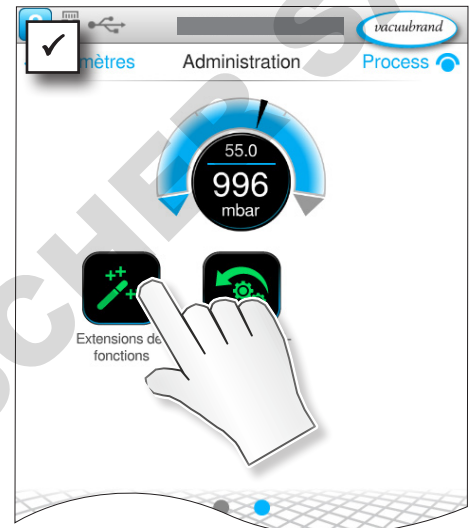 vacuubrand
mètres
Administration
Process
55.0
996
mbar
Extensions de
fonctions